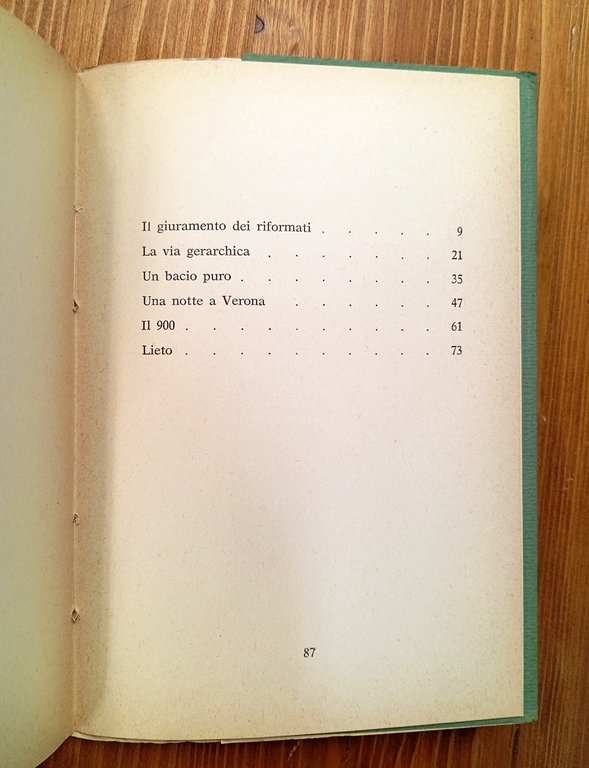 Il giuramento dei riformati . . . . . 9
La via gerarchica . . . . . . . 21
Un bacio puro . . . . . . . . 35
Una notte a Verona . . . . . . 47
Il 900 . . . . . . . . . . 61
Lieto . . . . . . . . . . 73
87